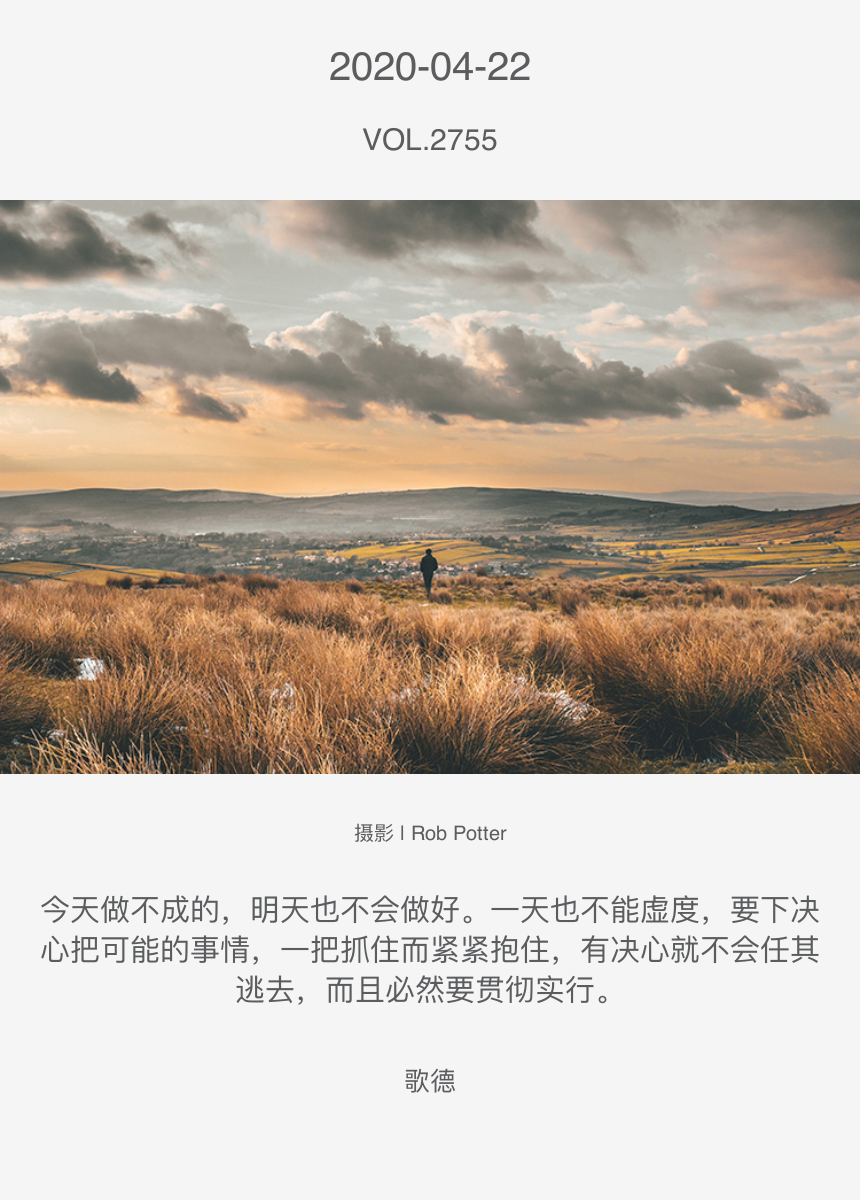 2020-04-22
VOL.2755
摄影 l Rob Potter
今天做不成的，明天也不会做好。一天也不能虚度，要下决
心把可能的事情，一把抓住而紧紧抱住，有决心就不会任其
逃去，而且必然要贯彻实行。
歌德